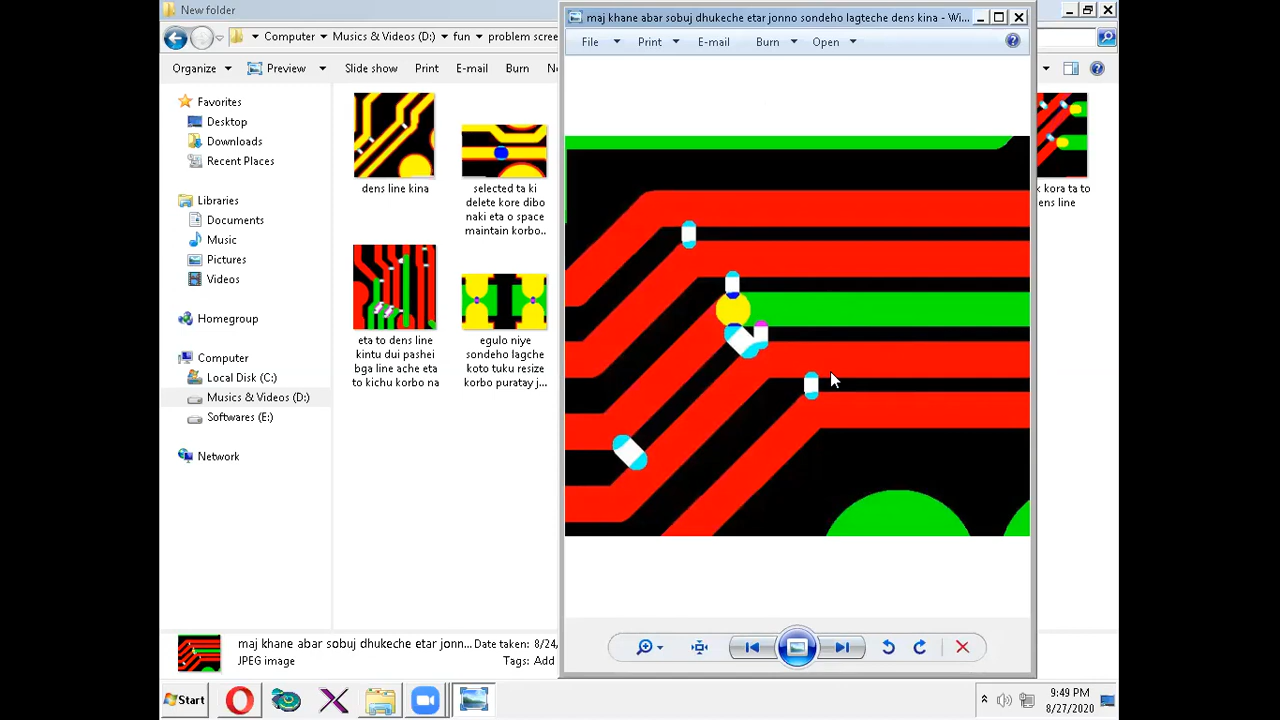 New folder
Computer ▸ Musics & Videos (D:) ▸ fun ▸ problem scree
Organize Preview Slide show Print E-mail Burn
Favorites
Desktop
Downloads
Recent Places
Libraries
Documents
Music
Pictures
Videos
Homegroup
Computer
Local Disk (C:)
Musics & Videos (D:)
Softwares (E:)
Network
dens line kina
selected ta ki
delete kore dibo
naki eta o space
maintain korbo..
eta to dens line
kintu dui pashei
bga line ache eta
to kichu korbo na
egulo niye
sondeho lagche
koto tuku resize
korbo puratay j...
k kora ta to
ens line
maj khane abar sobuj dhukeche etar jonno sondeho lagteche dens kina - Wi...
File Print E-mail Burn Open
maj khane abar sobuj dhukeche etar jonn... Date taken: 8/24,
JPEG image Tags: Add
Start
9:49 PM
8/27/2020